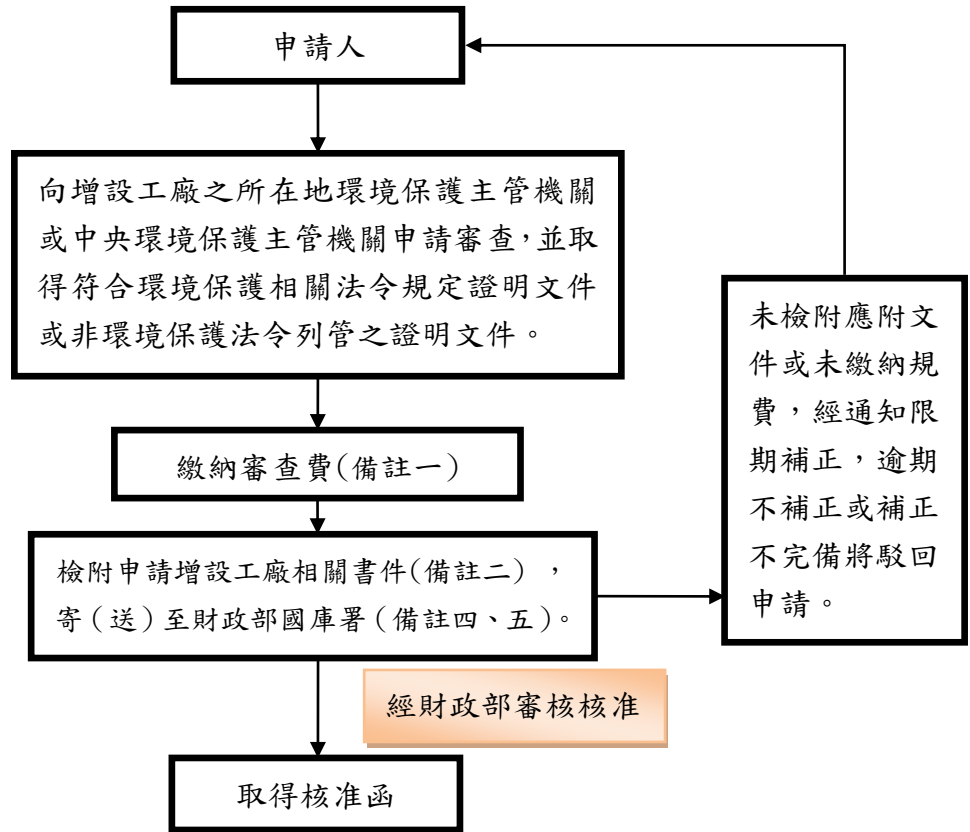 申請人
向增設工廠之所在地環境保護主管機關
或中央環境保護主管機關申請審查，並取
得符合環境保護相關法令規定證明文件
或非環境保護法令列管之證明文件。
繳納審查費(備註一)
檢附申請增設工廠相關書件(備註二)，
寄（送）至財政部國庫署（備註四、五）。
未檢附應附文
件或未繳納規
費，經通知限
期補正，逾期
不補正或補正
不完備將駁回
申請。
經財政部審核核准
取得核准函